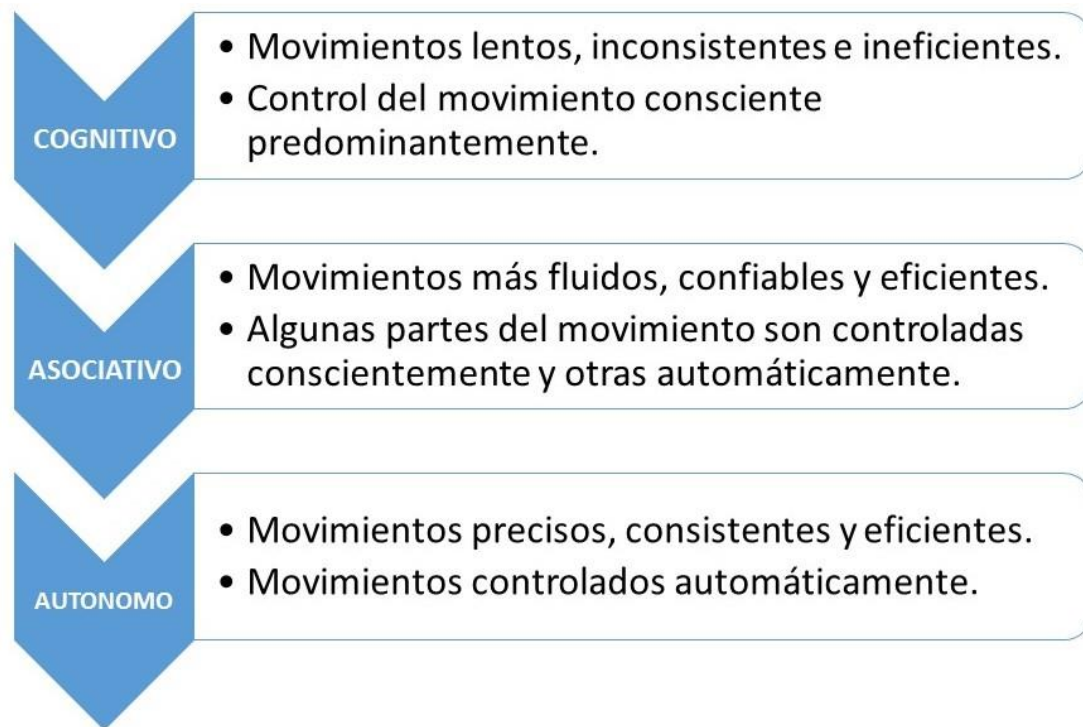 COGNITIVO
• Movimientos lentos, inconsistentes e ineficientes.
• Control del movimiento consciente
predominantemente.
ASOCIATIVO
• Movimientos más fluidos, confiables y eficientes.
• Algunas partes del movimiento son controladas
conscientemente y otras automáticamente.
AUTONOMO
• Movimientos precisos, consistentes y eficientes.
• Movimientos controlados automáticamente.